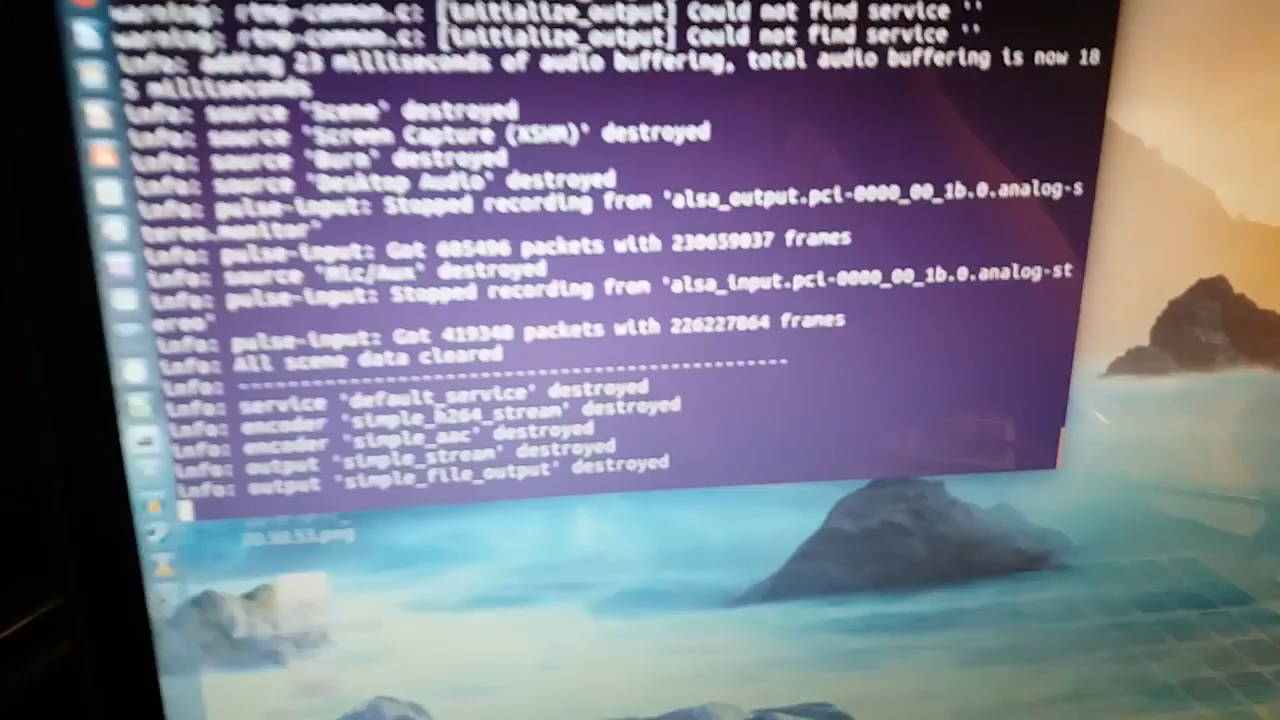 warning: rtmp-common.c: [initialize_output] Could not find service ''
warning: rtmp-common.c: [initialize_output] Could not find service ''
info: adding 23 milliseconds of audio buffering, total audio buffering is now 18
5 milliseconds
info: source 'Scene' destroyed
info: source 'Screen Capture (XSHM)' destroyed
info: source destroyed
info: source 'Desktop Audio' destroyed
info: pulse-input: Stopped recording from 'alsa_output.pci-0000_00_1b.0.analog-s
tereo.monitor'
info: pulse-input: Got 605496 packets with 230659037 frames
info: source 'Mic/Aux' destroyed
info: pulse-input: Stopped recording from 'alsa_input.pci-0000_00_1b.0.analog-st
ereo'
info: pulse-input: Got 419348 packets with 226227064 frames
info: All scene data cleared
info: ------------------------------------------------
info: service 'default_service' destroyed
info: encoder 'simple_h264_stream' destroyed
info: encoder 'simple_aac' destroyed
info: output 'simple_stream' destroyed
info: output 'simple_file_output' destroyed